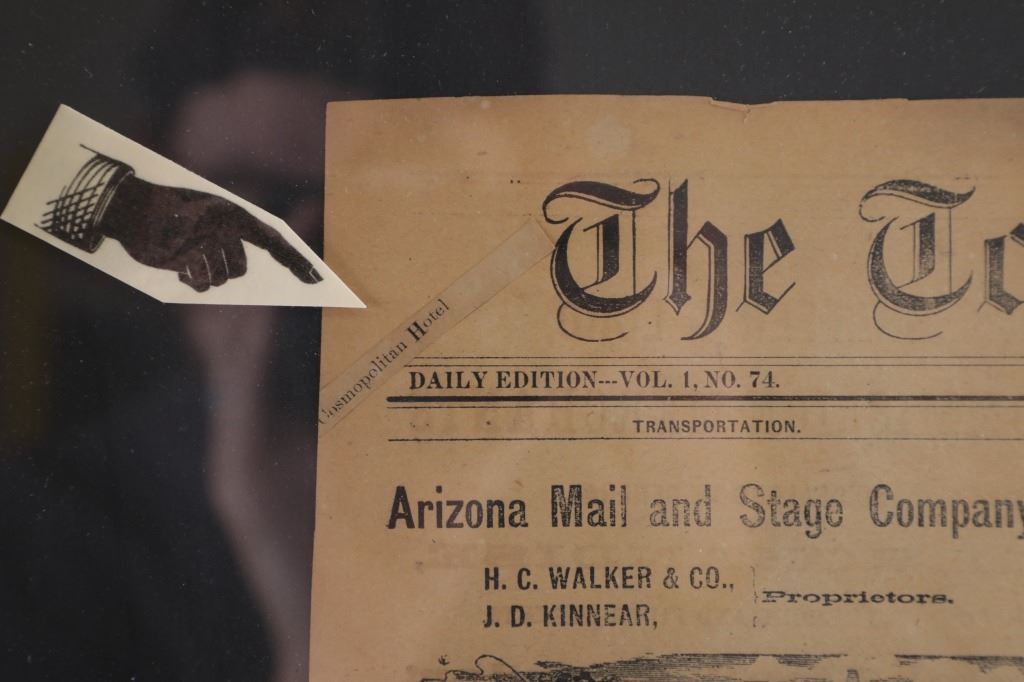 The To
Cosmopolitan Hotel
DAILY EDITION---VOL. 1, NO. 74.
TRANSPORTATION.
Arizona Mail and Stage Company
H. C. WALKER & CO.,
J. D. KINNEAR,
Proprietors.